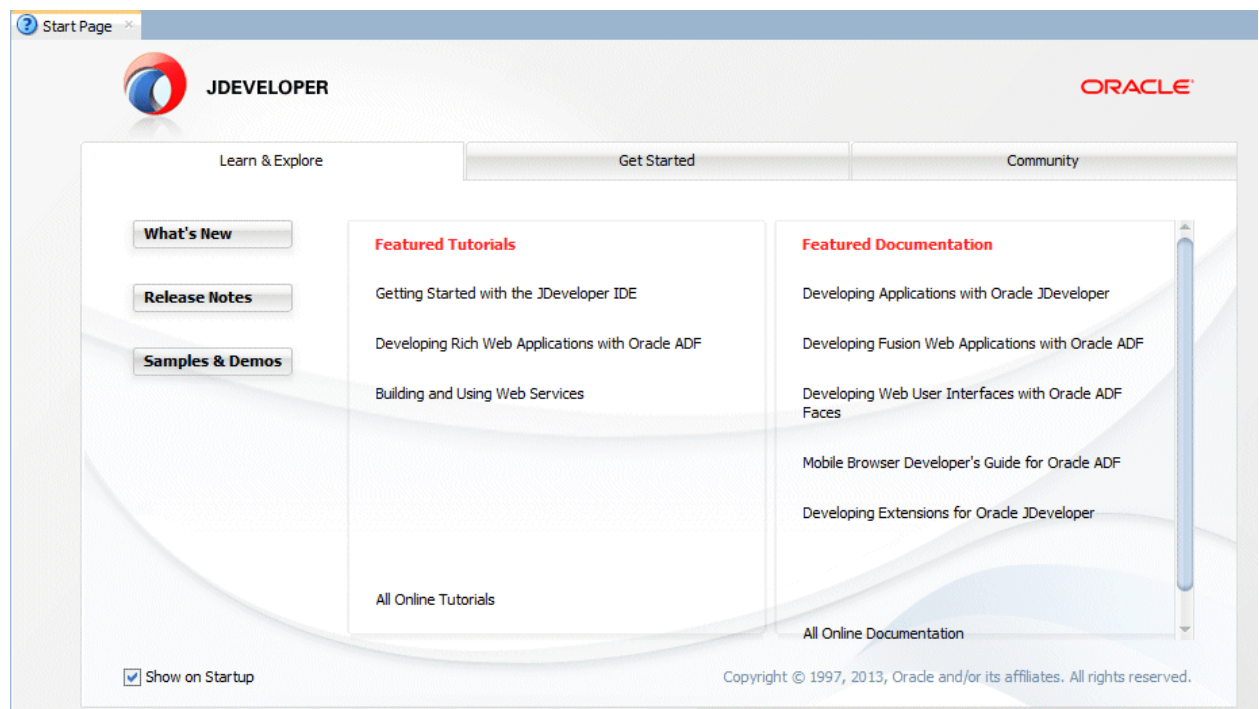 Start Page
JDEVELOPER
ORACLE
Learn & Explore
Get Started
Community
What's New
Release Notes
Samples & Demos
Featured Tutorials
Getting Started with the JDeveloper IDE
Developing Rich Web Applications with Oracle ADF
Building and Using Web Services
All Online Tutorials
Featured Documentation
Developing Applications with Oracle JDeveloper
Developing Fusion Web Applications with Oracle ADF
Developing Web User Interfaces with Oracle ADF
Faces
Mobile Browser Developer's Guide for Oracle ADF
Developing Extensions for Oracle JDeveloper
All Online Documentation
Show on Startup
Copyright © 1997, 2013, Oracle and/or its affiliates. All rights reserved.